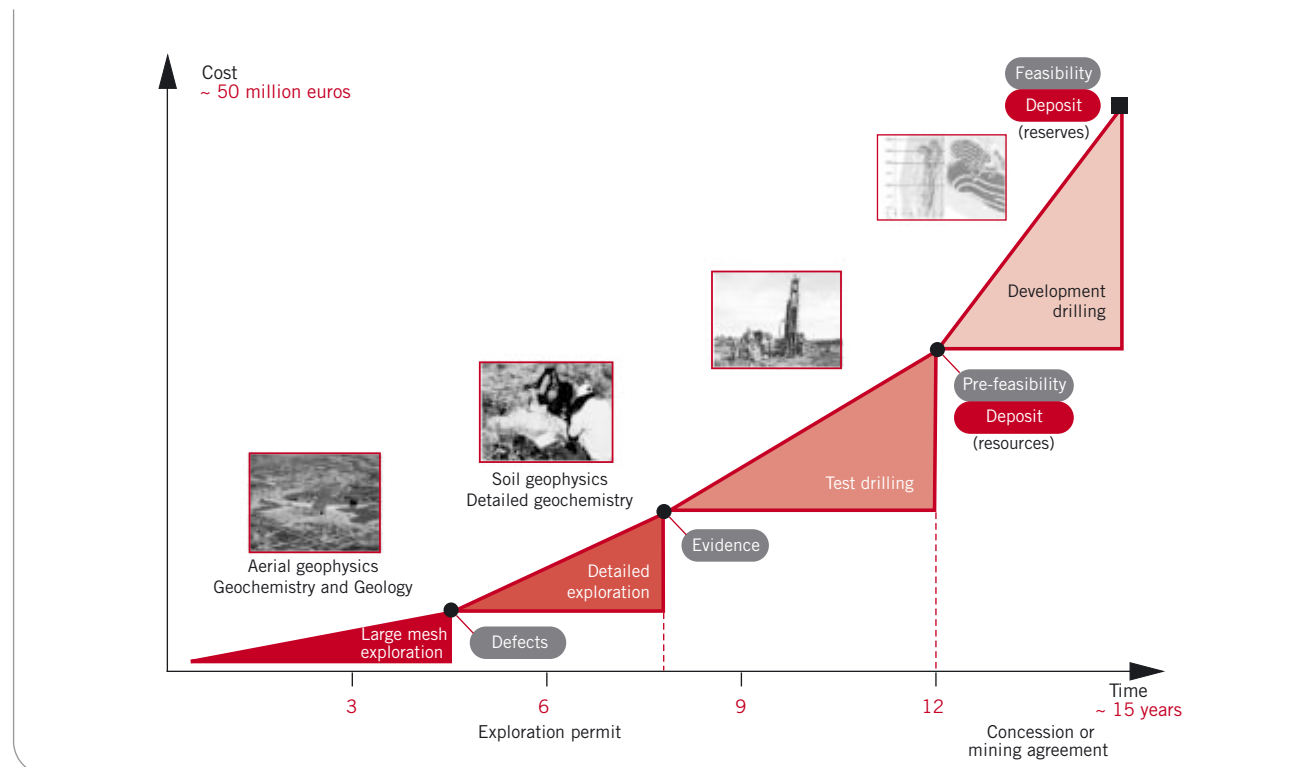 Cost
~ 50 million euros
Feasibility
Deposit
(reserves)
Development
drilling
Pre-feasibility
Deposit
(resources)
Test drilling
Soil geophysics
Detailed geochemistry
Evidence
Aerial geophysics
Geochemistry and Geology
Detailed
exploration
Large mesh
exploration
Defects
3
6
9
12
Time
~ 15 years
Exploration permit
Concession or
mining agreement